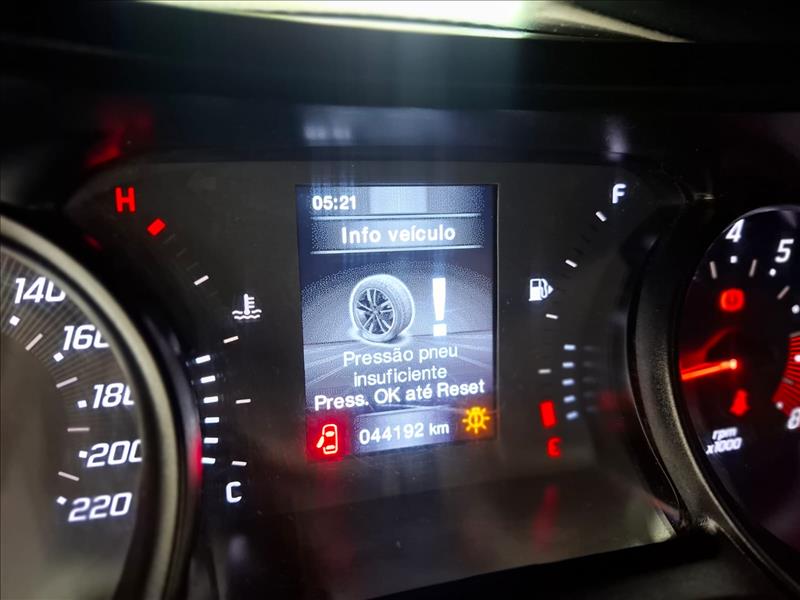 05:21
Info veículo
Pressão pneu
insuficiente
Press. OK até Reset
044192 km
H
C
F
E
140
160
180
200
220
4
5
8
rpm
x1000